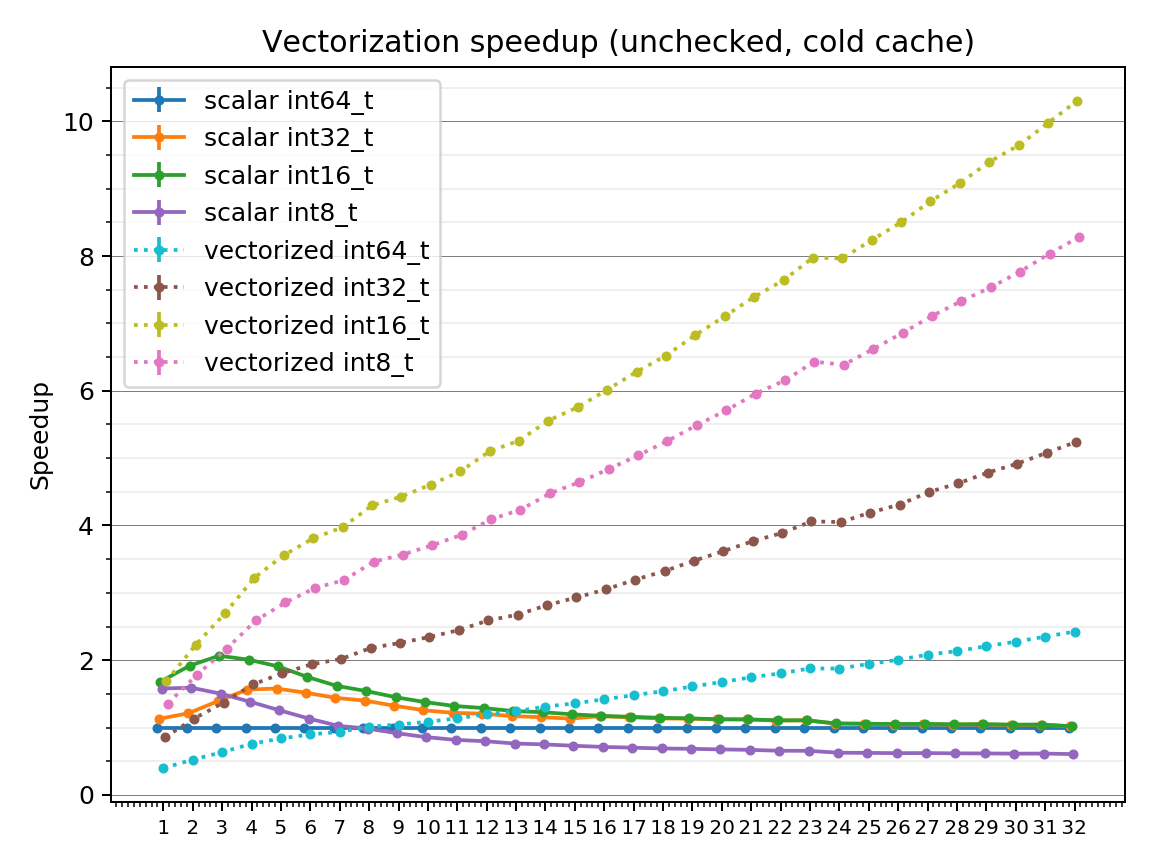 Vectorization speedup (unchecked, cold cache)
Speedup
10
8
6
4
2
0
scalar int64_t
scalar int32_t
scalar int16_t
scalar int8_t
vectorized int64_t
vectorized int32_t
vectorized int16_t
vectorized int8_t
1 2 3 4 5 6 7 8 9 10 11 12 13 14 15 16 17 18 19 20 21 22 23 24 25 26 27 28 29 30 31 32